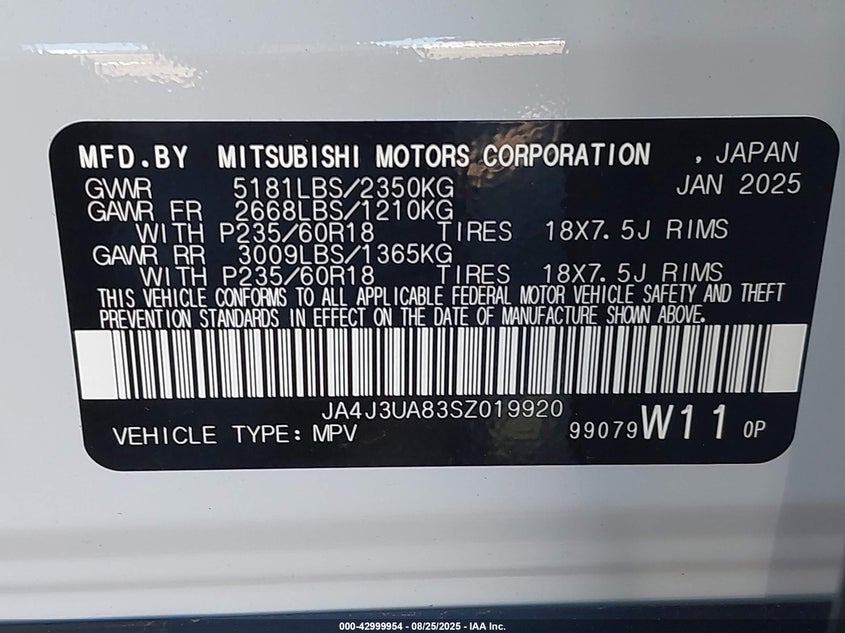 MFD.BY MITSUBISHI MOTORS CORPORATION , JAPAN
GVWR 5181LBS/2350KG JAN 2025
GAWR FR 2668LBS/1210KG
WITH P235/60R18 TIRES 18X7.5J RIMS
GAWR RR 3009LBS/1365KG
WITH P235/60R18 TIRES 18X7.5J RIMS
THIS VEHICLE CONFORMS TO ALL APPLICABLE FEDERAL MOTOR VEHICLE SAFETY AND THEFT
PREVENTION STANDARDS IN EFFECT ON THE DATE OF MANUFACTURE SHOWN ABOVE.
JA4J3UA83SZ019920
VEHICLE TYPE: MPV 99079 W11 0P
000-42999954 - 08/25/2025 - IAA Inc.